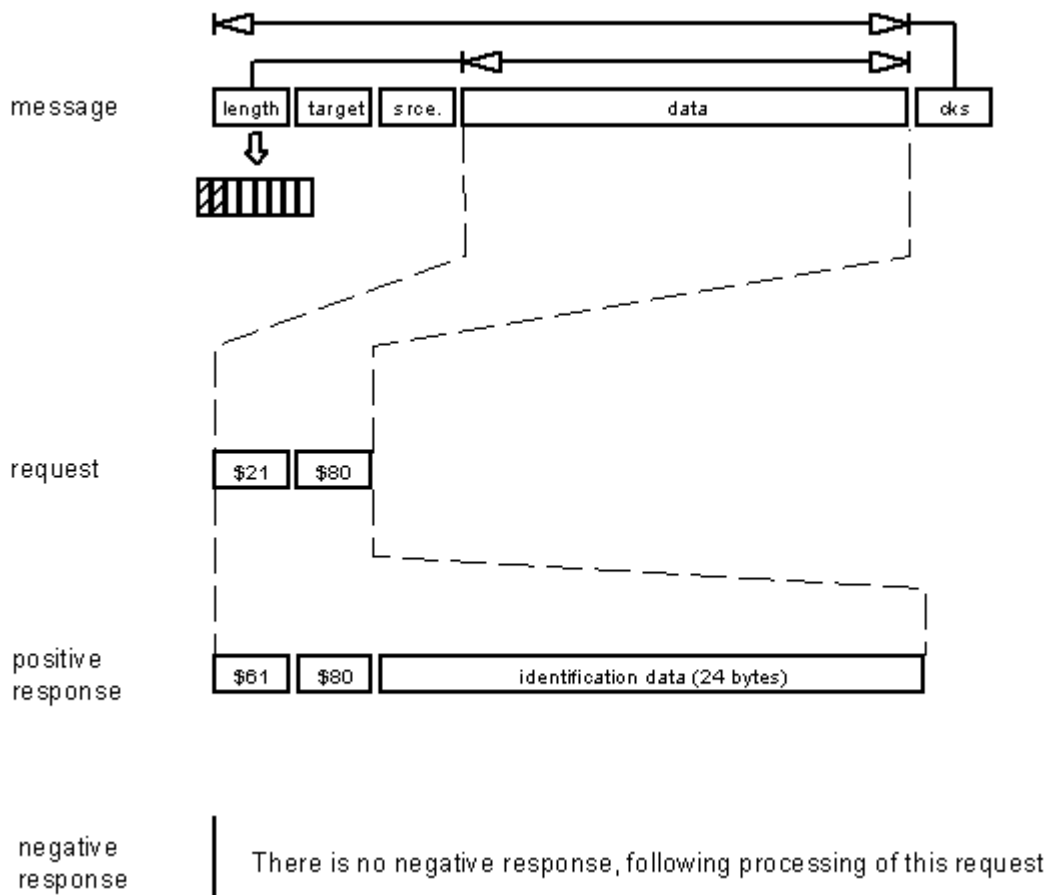 message
length target srce. data cks
request
$21 $80
positive
response
$61 $80 identification data (24 bytes)
negative
response
There is no negative response, following processing of this request